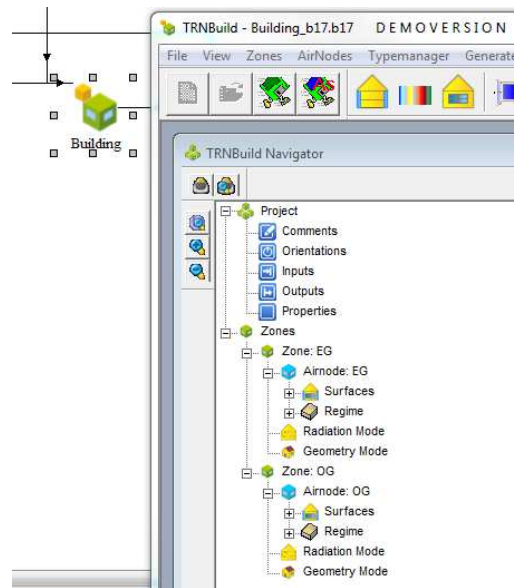 TRNBuild - Building_b17.b17 DEMOVERSION
File View Zones AirNodes Typemanager Generate
Building
TRNBuild Navigator
Project
Comments
Orientations
Inputs
Outputs
Properties
Zones
Zone: EG
Airnode: EG
Surfaces
Regime
Radiation Mode
Geometry Mode
Zone: OG
Airnode: OG
Surfaces
Regime
Radiation Mode
Geometry Mode